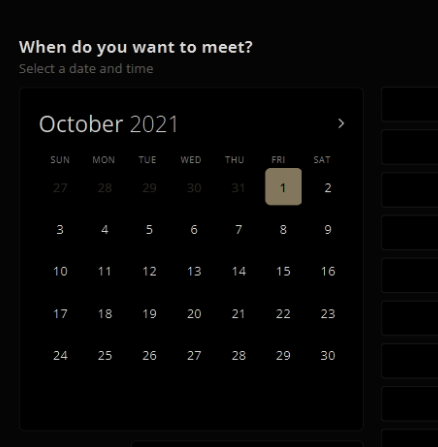 When do you want to meet?
Select a date and time
October 2021
SUN MON TUE WED THU FRI SAT
27 28 29 30 31 1 2
3 4 5 6 7 8 9
10 11 12 13 14 15 16
17 18 19 20 21 22 23
24 25 26 27 28 29 30